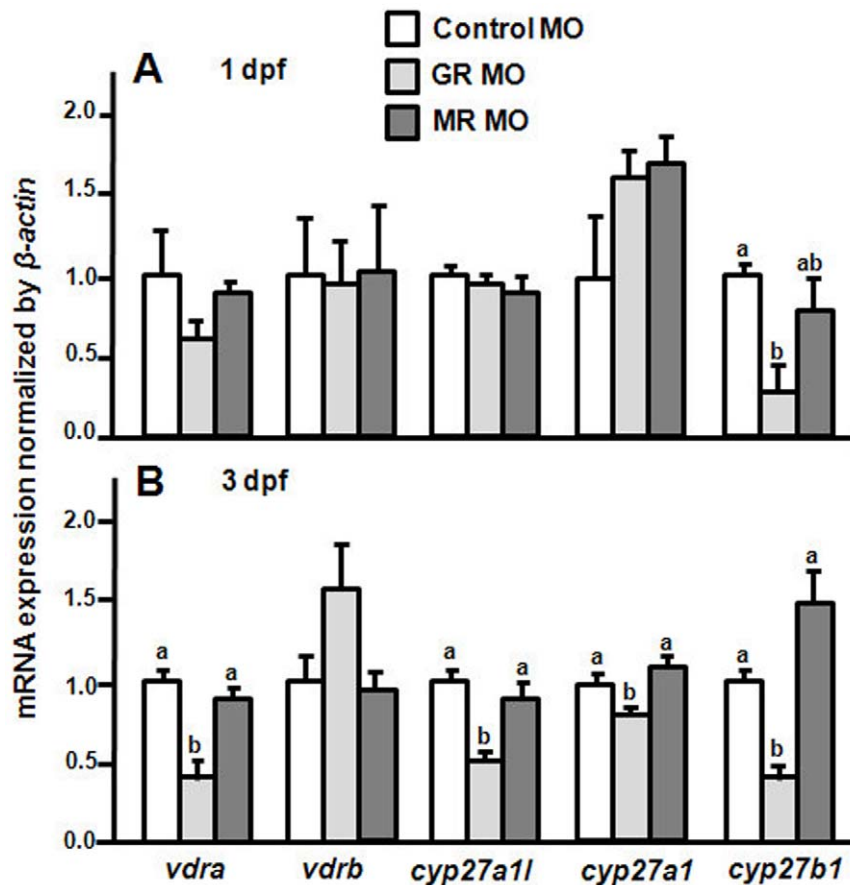 Control MO
GR MO
MR MO
A 1 dpf
mRNA expression normalized by β-actin
2.0
1.5
1.0
0.5
0.0
a
b
ab
B 3 dpf
2.0
1.5
1.0
0.5
0.0
a b a
a b a
a b a
a b a
vdra vdrb cyp27a1l cyp27a1 cyp27b1